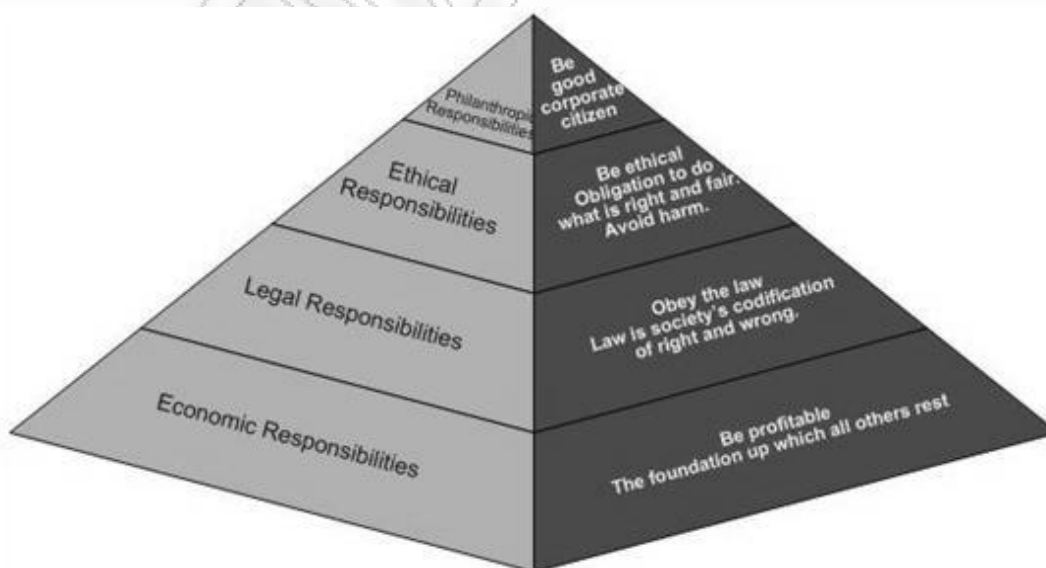 Philanthropic
Responsibilities
Be
good
corporate
citizen
Ethical
Responsibilities
Be ethical
Obligation to do
what is right and fair.
Avoid harm.
Legal Responsibilities
Obey the law
Law is society's codification
of right and wrong.
Economic Responsibilities
Be profitable
The foundation up which all others rest